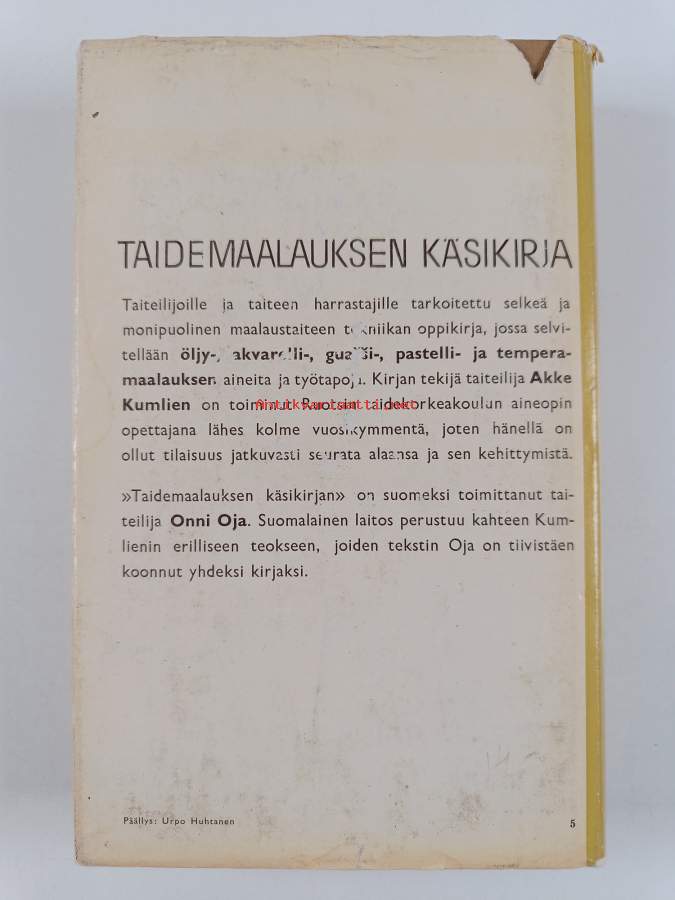 TAIDEMAALAUKSEN KÄSIKIRJA
Taiteilijoille ja taiteen harrastajille tarkoitettu selkeä ja
monipuolinen maalaustaiteen tekniikan oppikirja, jossa selvi-
tellään öljy-, akvarelli-, guassi-, pastelli- ja tempera-
maalauksen aineita ja työtapoja. Kirjan tekijä taiteilija Akke
Kumlien on toiminut Ruotsin taidekorkeakoulun aineopin
opettajana lähes kolme vuosikymmentä, joten hänellä on
ollut tilaisuus jatkuvasti seurata alaansa ja sen kehittymistä.
»Taidemaalauksen käsikirjan» on suomeksi toimittanut tai-
teilija Onni Oja. Suomalainen laitos perustuu kahteen Kum-
lienin erilliseen teokseen, joiden tekstin Oja on tiivistäen
koonnut yhdeksi kirjaksi.
Päällys: Urpo Huhtanen 5